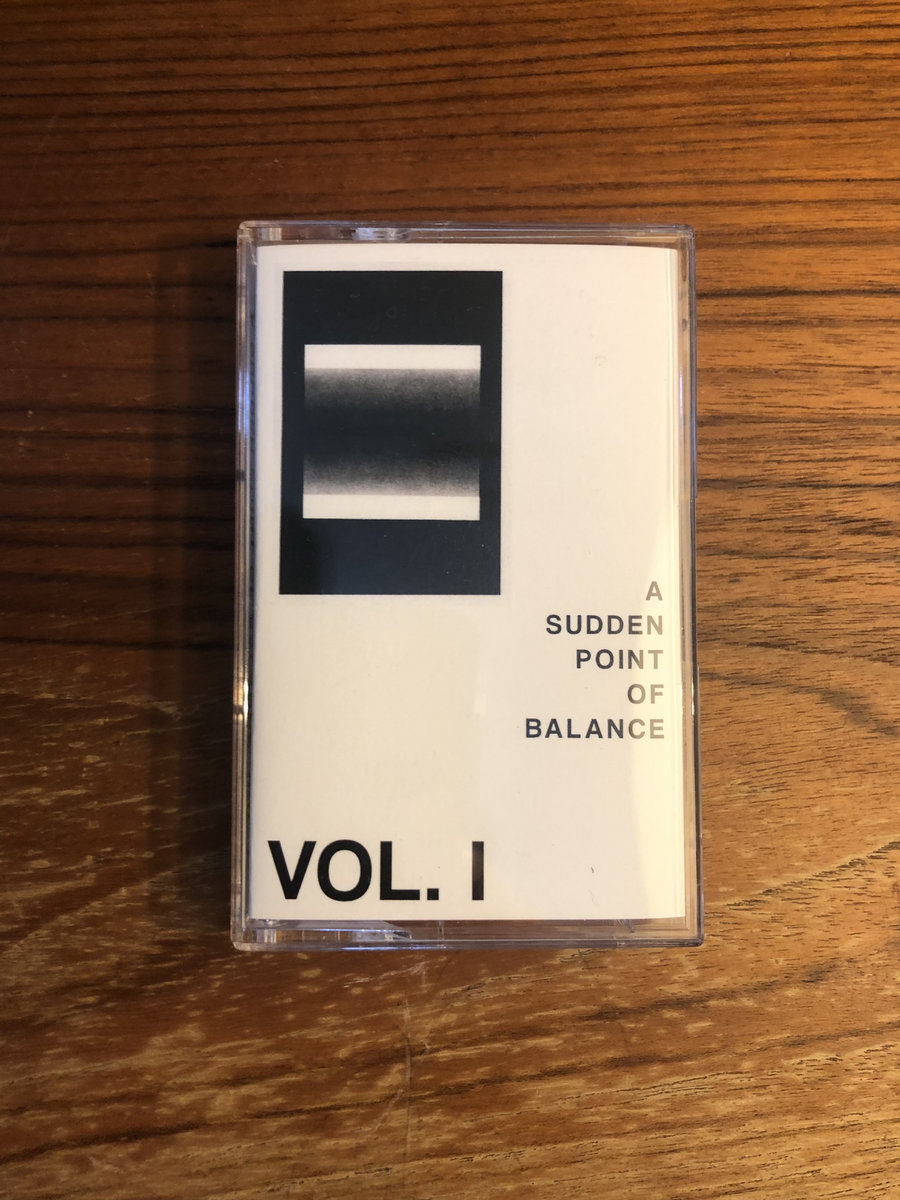 A
SUDDEN
POINT
OF
BALANCE
VOL. I